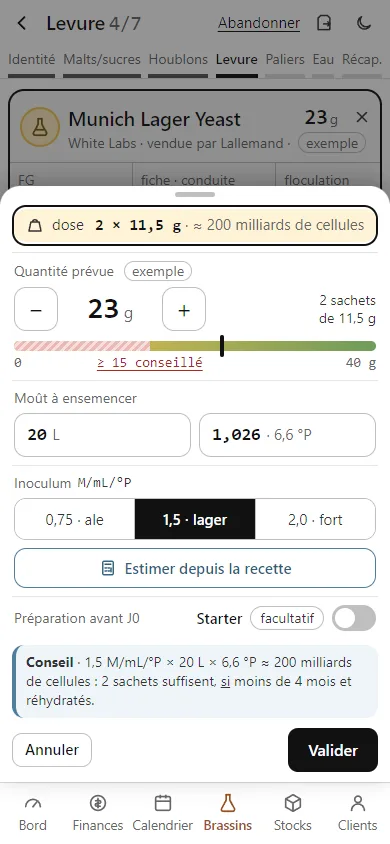 Levure 4/7
Abandonner
Identité Malts/sucres Houblons Levure Paliers Eau Récap.
Munich Lager Yeast
23 g
White Labs · vendue par Lallemand · exemple
FG fiche · conduite floculation
dose 2 × 11,5 g · ≈ 200 milliards de cellules
Quantité prévue exemple
− 23 g +
2 sachets
de 11,5 g
0 ≥ 15 conseillé 40 g
Moût à ensemencer
20 L 1,026 · 6,6 °P
Inoculum M/mL/°P
0,75 · ale 1,5 · lager 2,0 · fort
Estimer depuis la recette
Préparation avant J0 Starter facultatif
Conseil · 1,5 M/mL/°P × 20 L × 6,6 °P ≈ 200 milliards
de cellules : 2 sachets suffisent, si moins de 4 mois et
réhydratés.
Annuler Valider
Bord Finances Calendrier Brassins Stocks Clients